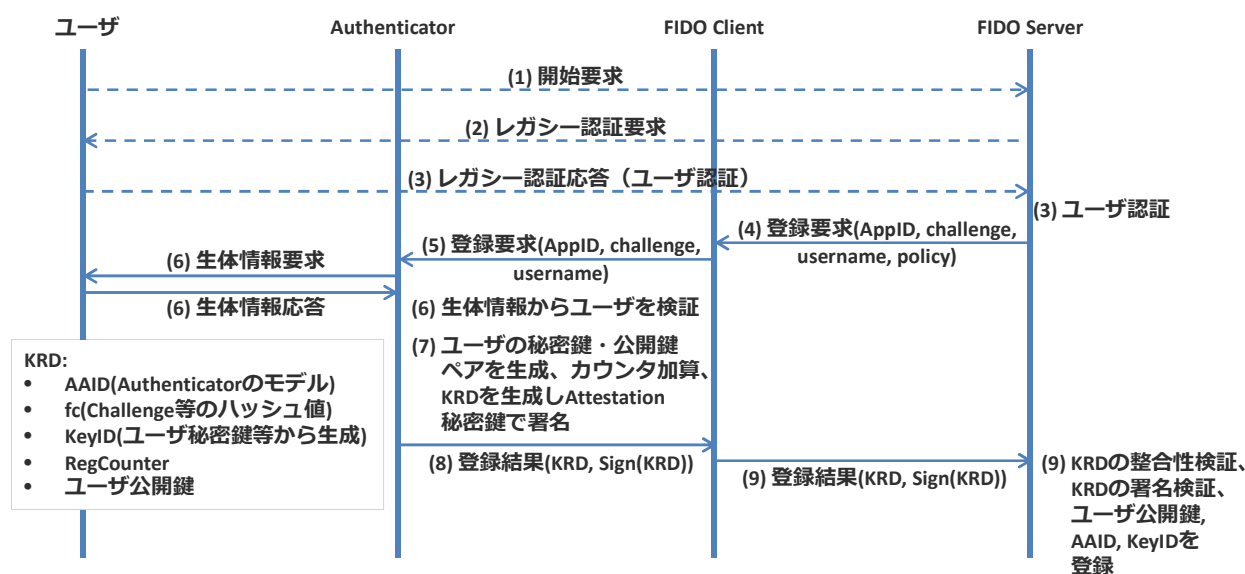 ユーザ
Authenticator
FIDO Client
FIDO Server
(1) 開始要求
(2) レガシー認証要求
(3) レガシー認証応答（ユーザ認証）
(3) ユーザ認証
(4) 登録要求(AppID, challenge,
username, policy)
(5) 登録要求(AppID, challenge,
username)
(6) 生体情報要求
(6) 生体情報応答
(6) 生体情報からユーザを検証
(7) ユーザの秘密鍵・公開鍵
ペアを生成、カウンタ加算、
KRDを生成しAttestation
秘密鍵で署名
KRD:
• AAID(Authenticatorのモデル)
• fc(Challenge等のハッシュ値)
• KeyID(ユーザ秘密鍵等から生成)
• RegCounter
• ユーザ公開鍵
(8) 登録結果(KRD, Sign(KRD))
(9) 登録結果(KRD, Sign(KRD))
(9) KRDの整合性検証、
KRDの署名検証、
ユーザ公開鍵,
AAID, KeyIDを
登録